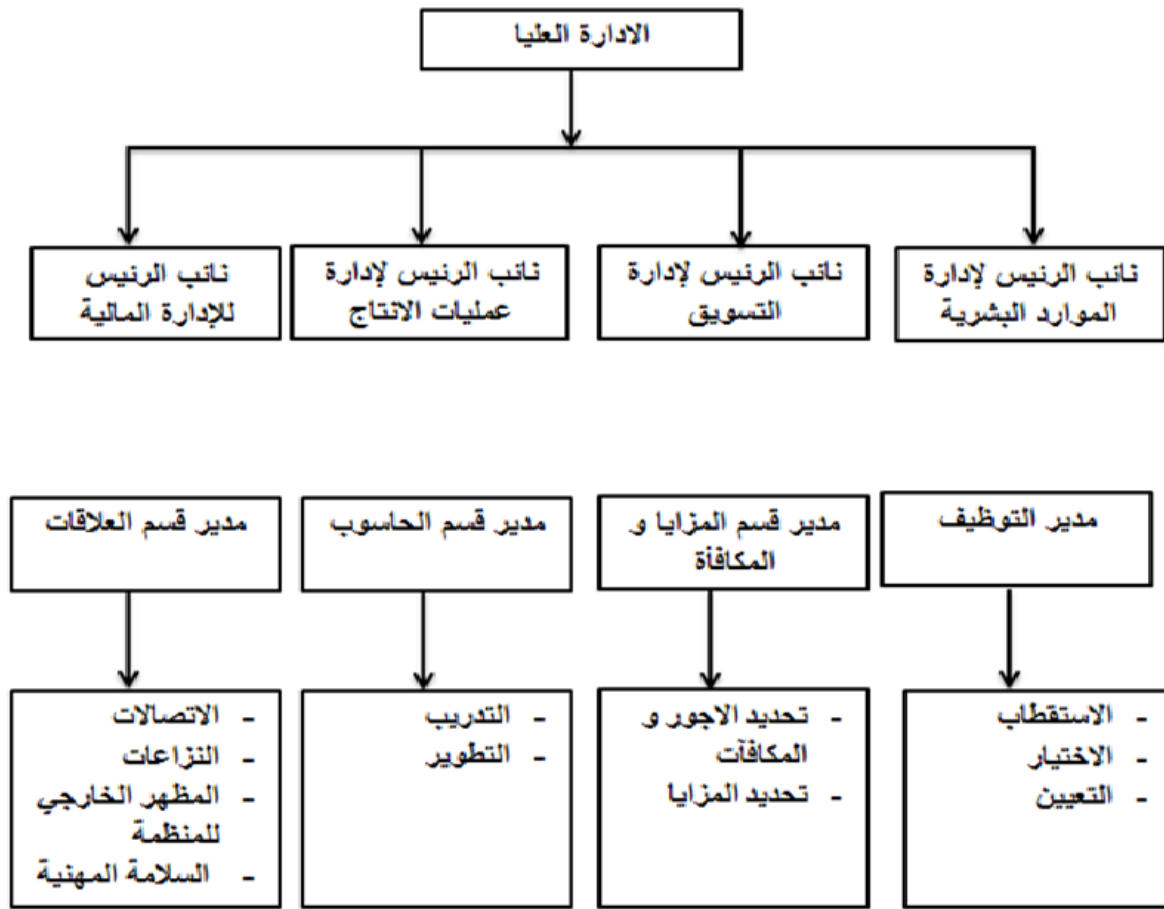 الادارة العليا
نائب الرئيس لإدارة
الموارد البشرية
نائب الرئيس لإدارة
التسويق
نائب الرئيس لإدارة
عمليات الانتاج
نائب الرئيس
للإدارة المالية
مدير التوظيف
مدير قسم المزايا و
المكافأة
مدير قسم الحاسوب
مدير قسم العلاقات
- الاستقطاب
- الاختيار
- التعيين
- تحديد الاجور و
المكافآت
- تحديد المزايا
- التدريب
- التطوير
- الاتصالات
- النزاعات
- المظهر الخارجي
للمنظمة
- السلامة المهنية